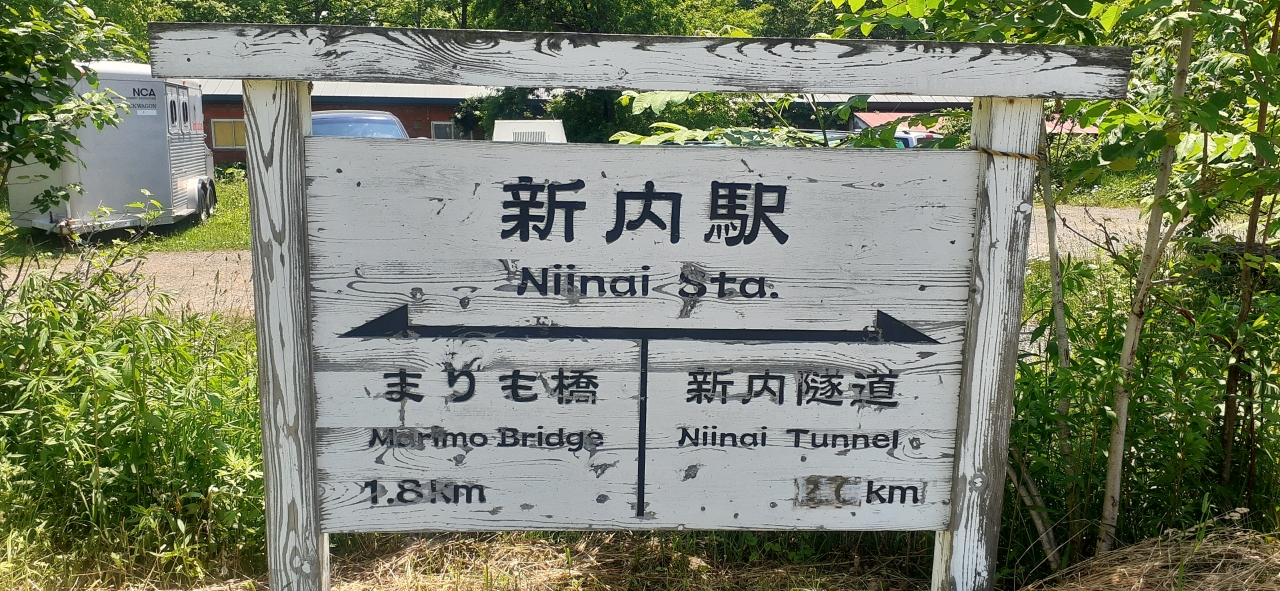 NCA
新内駅
Niinai Sta.
まりも橋
Marimo Bridge
1.8km
新内隧道
Niinai Tunnel
km